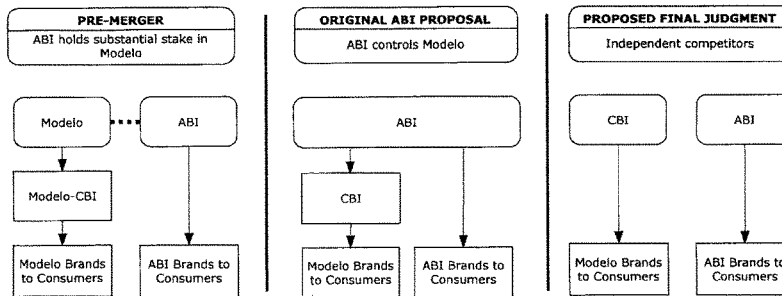 PRE-MERGER
ABI holds substantial stake in
Modelo
Modelo
ABI
Modelo-CBI
Modelo Brands
to Consumers
ABI Brands to
Consumers
ORIGINAL ABI PROPOSAL
ABI controls Modelo
ABI
CBI
Modelo Brands
to Consumers
ABI Brands to
Consumers
PROPOSED FINAL JUDGMENT
Independent competitors
CBI
ABI
Modelo Brands
to Consumers
ABI Brands to
Consumers